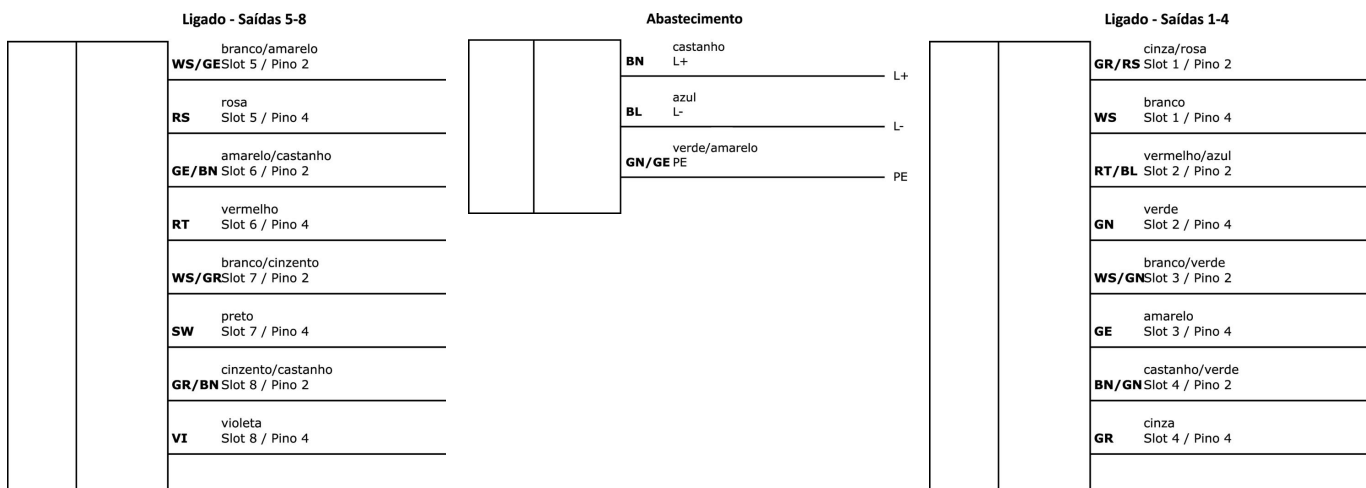 Ligado - Saídas 5-8
branco/amarelo
WS/GE Slot 5 / Pino 2
rosa
RS Slot 5 / Pino 4
amarelo/castanho
GE/BN Slot 6 / Pino 2
vermelho
RT Slot 6 / Pino 4
branco/cinzento
WS/GR Slot 7 / Pino 2
preto
SW Slot 7 / Pino 4
cinzento/castanho
GR/BN Slot 8 / Pino 2
violeta
VI Slot 8 / Pino 4
Abastecimento
castanho
BN L+
L+
azul
BL L-
L-
verde/amarelo
GN/GE PE
PE
Ligado - Saídas 1-4
cinza/rosa
GR/RS Slot 1 / Pino 2
branco
WS Slot 1 / Pino 4
vermelho/azul
RT/BL Slot 2 / Pino 2
verde
GN Slot 2 / Pino 4
branco/verde
WS/GN Slot 3 / Pino 2
amarelo
GE Slot 3 / Pino 4
castanho/verde
BN/GN Slot 4 / Pino 2
cinza
GR Slot 4 / Pino 4